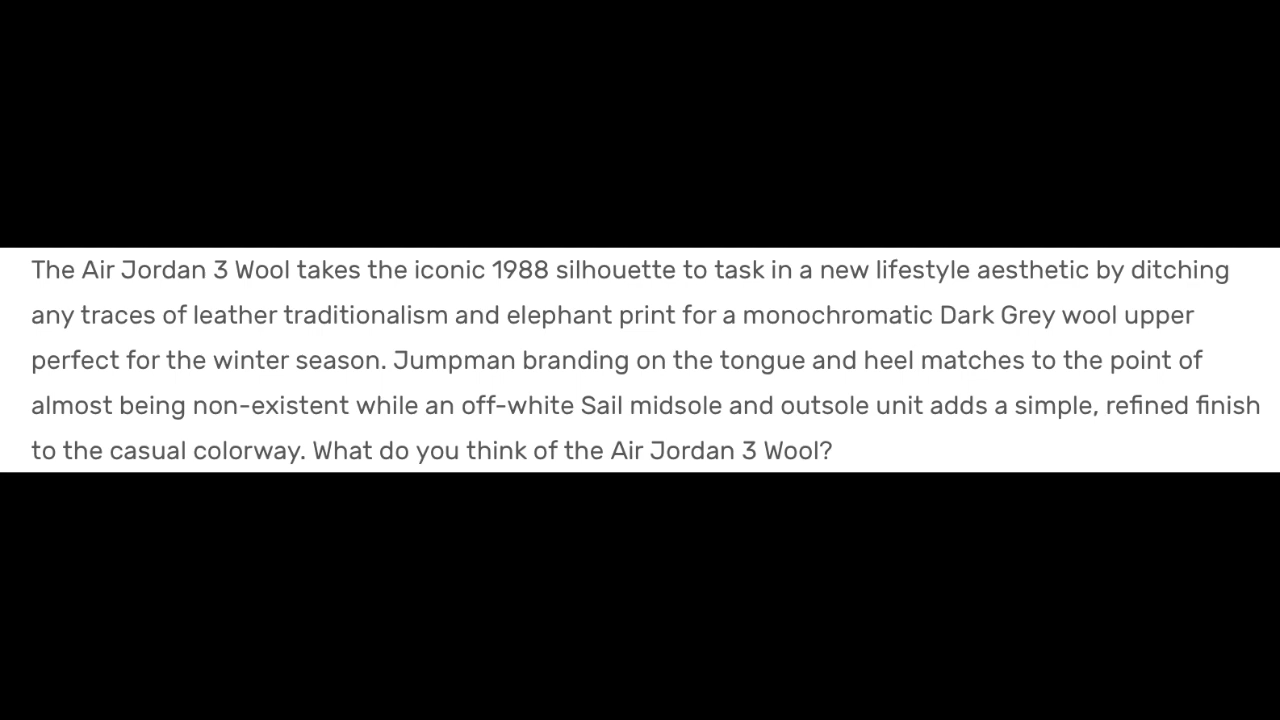 The Air Jordan 3 Wool takes the iconic 1988 silhouette to task in a new lifestyle aesthetic by ditching
any traces of leather traditionalism and elephant print for a monochromatic Dark Grey wool upper
perfect for the winter season. Jumpman branding on the tongue and heel matches to the point of
almost being non-existent while an off-white Sail midsole and outsole unit adds a simple, refined finish
to the casual colorway. What do you think of the Air Jordan 3 Wool?